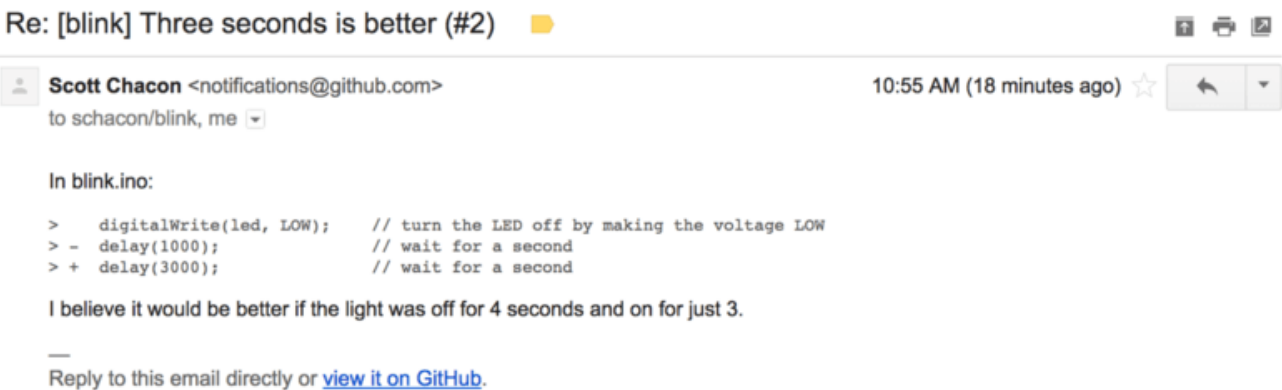 Re: [blink] Three seconds is better (#2)
Scott Chacon <notifications@github.com> 10:55 AM (18 minutes ago)
to schacon/blink, me
In blink.ino:
>    digitalWrite(led, LOW);    // turn the LED off by making the voltage LOW
> -  delay(1000);               // wait for a second
> +  delay(3000);               // wait for a second
I believe it would be better if the light was off for 4 seconds and on for just 3.
—
Reply to this email directly or view it on GitHub.